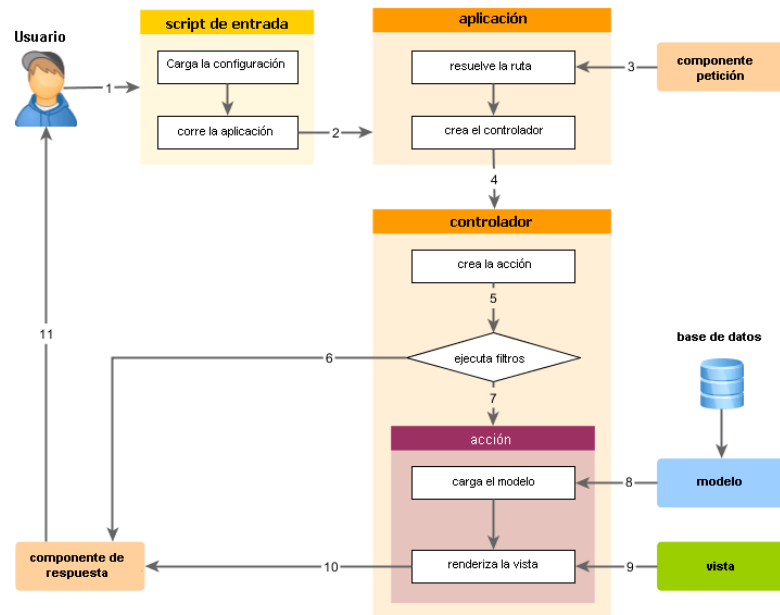 script de entrada
aplicación
Usuario
Carga la configuración
resuelve la ruta
3
componente
petición
1
corre la aplicación
2
crea el controlador
4
controlador
crea la acción
5
11
6
ejecuta filtros
base de datos
7
acción
carga el modelo
8
modelo
componente de
respuesta
10
renderiza la vista
9
vista